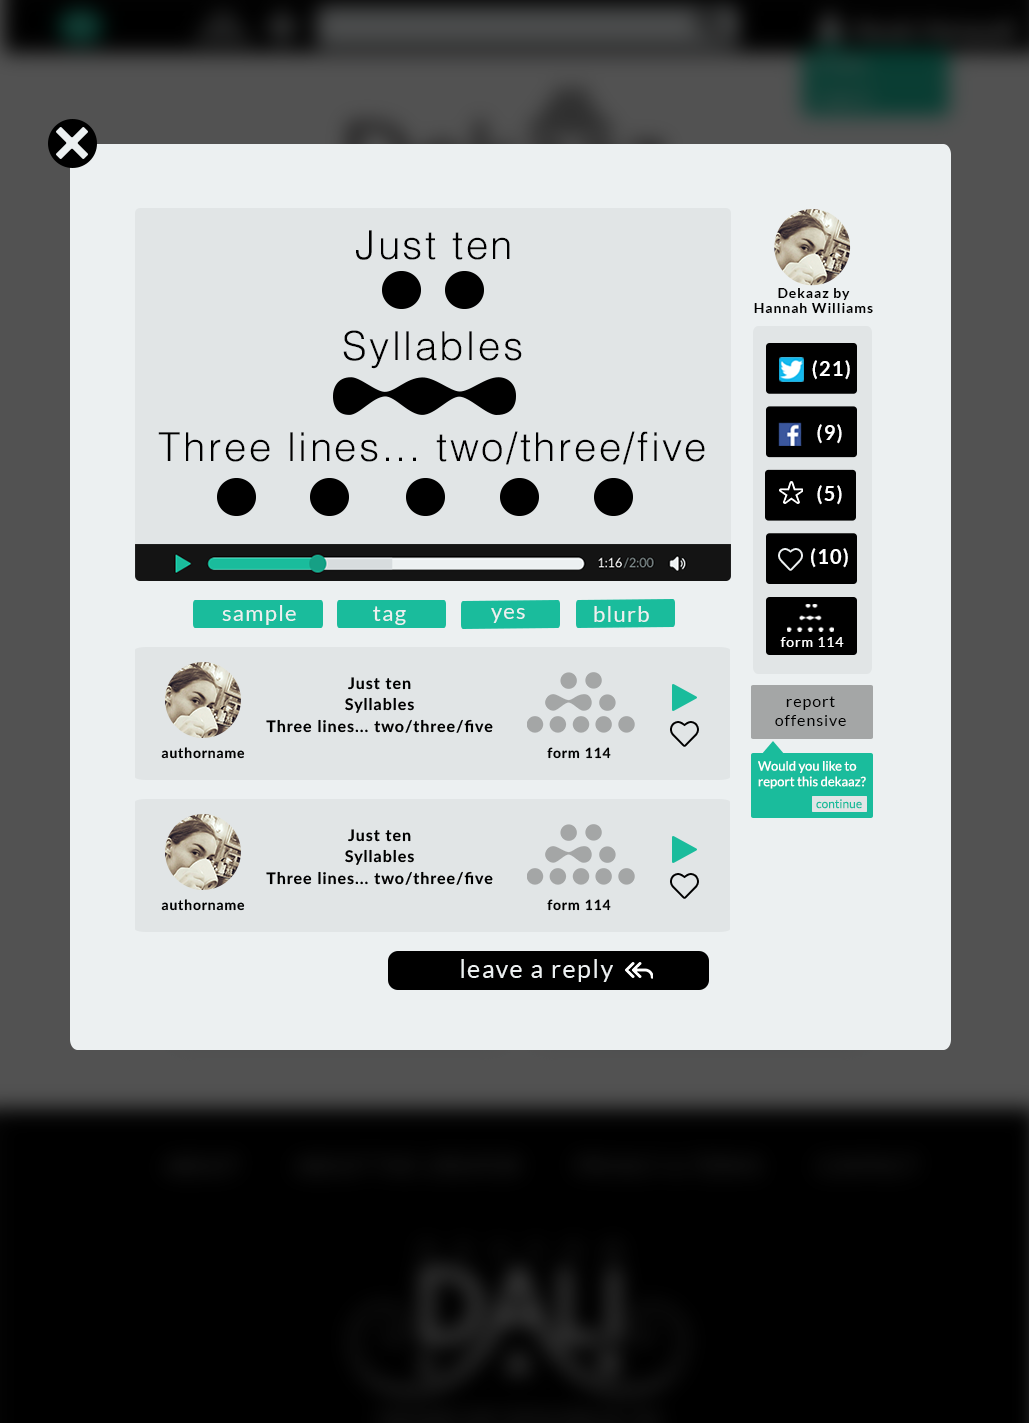 Just ten
Syllables
Three lines... two/three/five
1:16/2:00
sample tag yes blurb
Just ten
Syllables
Three lines... two/three/five
authorname
form 114
Just ten
Syllables
Three lines... two/three/five
authorname
form 114
leave a reply
Dekaaz by
Hannah Williams
(21)
(9)
(5)
(10)
form 114
report
offensive
Would you like to
report this dekaaz?
continue
DALI